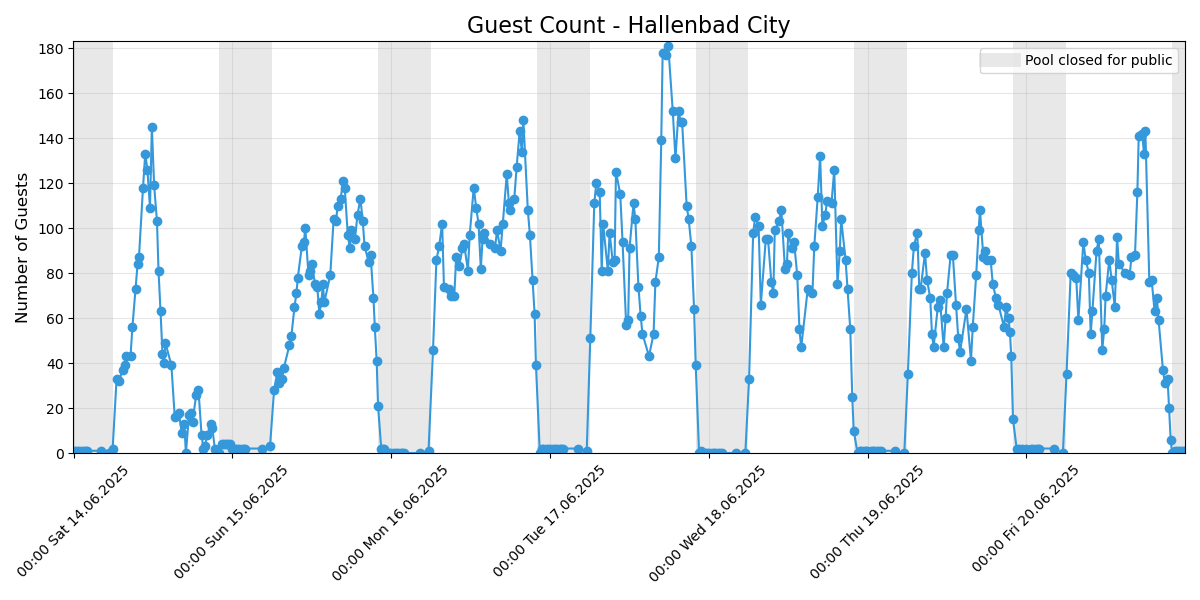 Guest Count - Hallenbad City
Pool closed for public
Number of Guests
180
160
140
120
100
80
60
40
20
0
00:00 Sat 14.06.2025
00:00 Sun 15.06.2025
00:00 Mon 16.06.2025
00:00 Tue 17.06.2025
00:00 Wed 18.06.2025
00:00 Thu 19.06.2025
00:00 Fri 20.06.2025